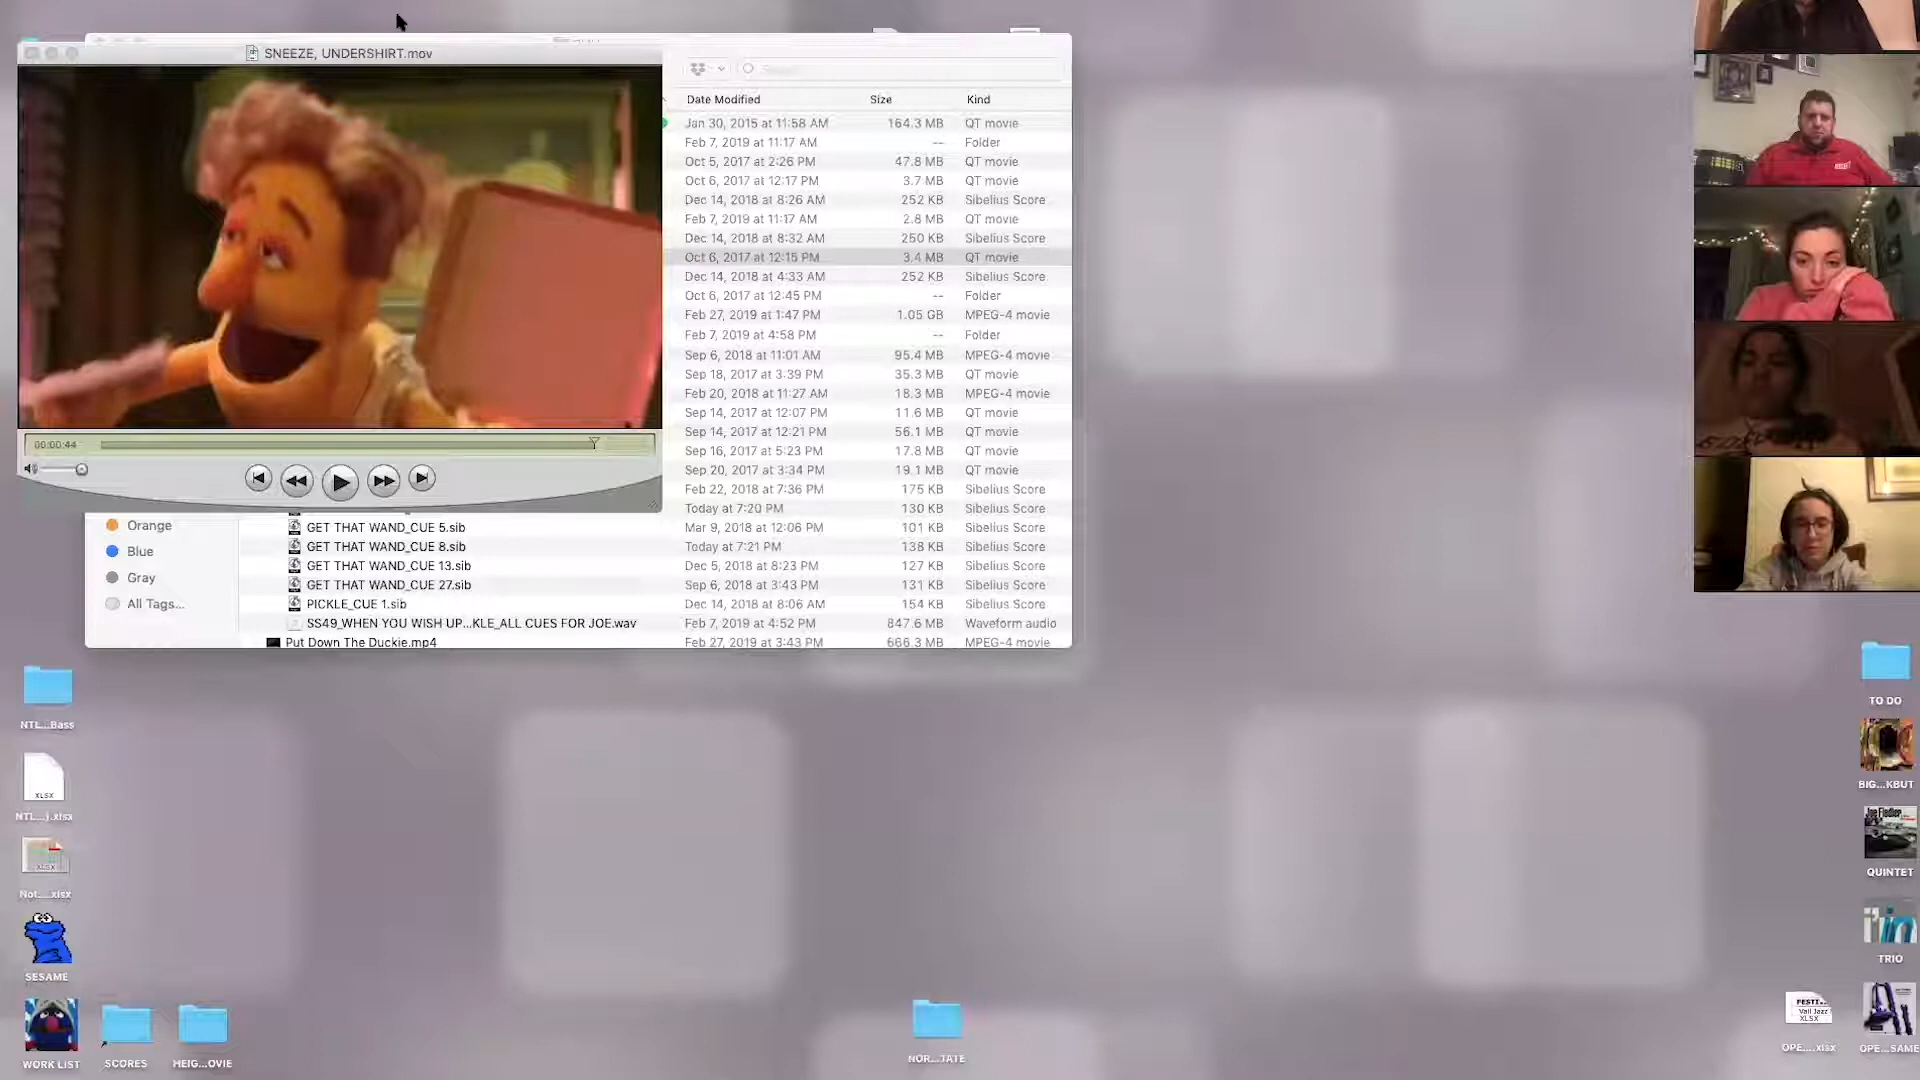 SNEEZE, UNDERSHIRT.mov
Date Modified Size Kind
Jan 30, 2015 at 11:58 AM 164.3 MB QT movie
Feb 7, 2019 at 11:17 AM -- Folder
Oct 5, 2017 at 2:26 PM 47.8 MB QT movie
Oct 6, 2017 at 12:17 PM 3.7 MB QT movie
Dec 14, 2018 at 8:26 AM 252 KB Sibelius Score
Feb 7, 2019 at 11:17 AM 2.8 MB QT movie
Dec 14, 2018 at 8:32 AM 250 KB Sibelius Score
Oct 6, 2017 at 12:15 PM 3.4 MB QT movie
Dec 14, 2018 at 4:33 AM 252 KB Sibelius Score
Oct 6, 2017 at 12:45 PM -- Folder
Feb 27, 2019 at 1:47 PM 1.05 GB MPEG-4 movie
Feb 7, 2019 at 4:58 PM -- Folder
Sep 6, 2018 at 11:01 AM 95.4 MB MPEG-4 movie
Sep 18, 2017 at 3:39 PM 35.3 MB QT movie
Feb 20, 2018 at 11:27 AM 18.3 MB MPEG-4 movie
Sep 14, 2017 at 12:07 PM 11.6 MB QT movie
Sep 14, 2017 at 12:21 PM 56.1 MB QT movie
00:00:44
Sep 16, 2017 at 5:23 PM 17.8 MB QT movie
Sep 20, 2017 at 3:34 PM 19.1 MB QT movie
Feb 22, 2018 at 7:36 PM 175 KB Sibelius Score
Today at 7:20 PM 130 KB Sibelius Score
Orange GET THAT WAND_CUE 5.sib Mar 9, 2018 at 12:06 PM 101 KB Sibelius Score
Blue GET THAT WAND_CUE 8.sib Today at 7:21 PM 138 KB Sibelius Score
GET THAT WAND_CUE 13.sib Dec 5, 2018 at 8:23 PM 127 KB Sibelius Score
Gray GET THAT WAND_CUE 27.sib Sep 6, 2018 at 3:43 PM 131 KB Sibelius Score
All Tags... PICKLE_CUE 1.sib Dec 14, 2018 at 8:06 AM 154 KB Sibelius Score
SS49_WHEN YOU WISH UP...KLE_ALL CUES FOR JOE.wav Feb 7, 2019 at 4:52 PM 847.6 MB Waveform audio
Put Down The Duckie.mp4 Feb 27, 2019 at 3:43 PM 666.3 MB MPEG-4 movie
TO DO
NTL...Bass
BIG...KBUT
XLSX
NTL...j.xlsx
Joe Fiedler
QUINTET
XLSX
Not....xlsx
TRIO
SESAME
FESTI...
Vail Jazz
XLSX
OPE....xlsx
OPE...SAME
WORK LIST
SCORES
HEIG...OVIE
NOR...TATE